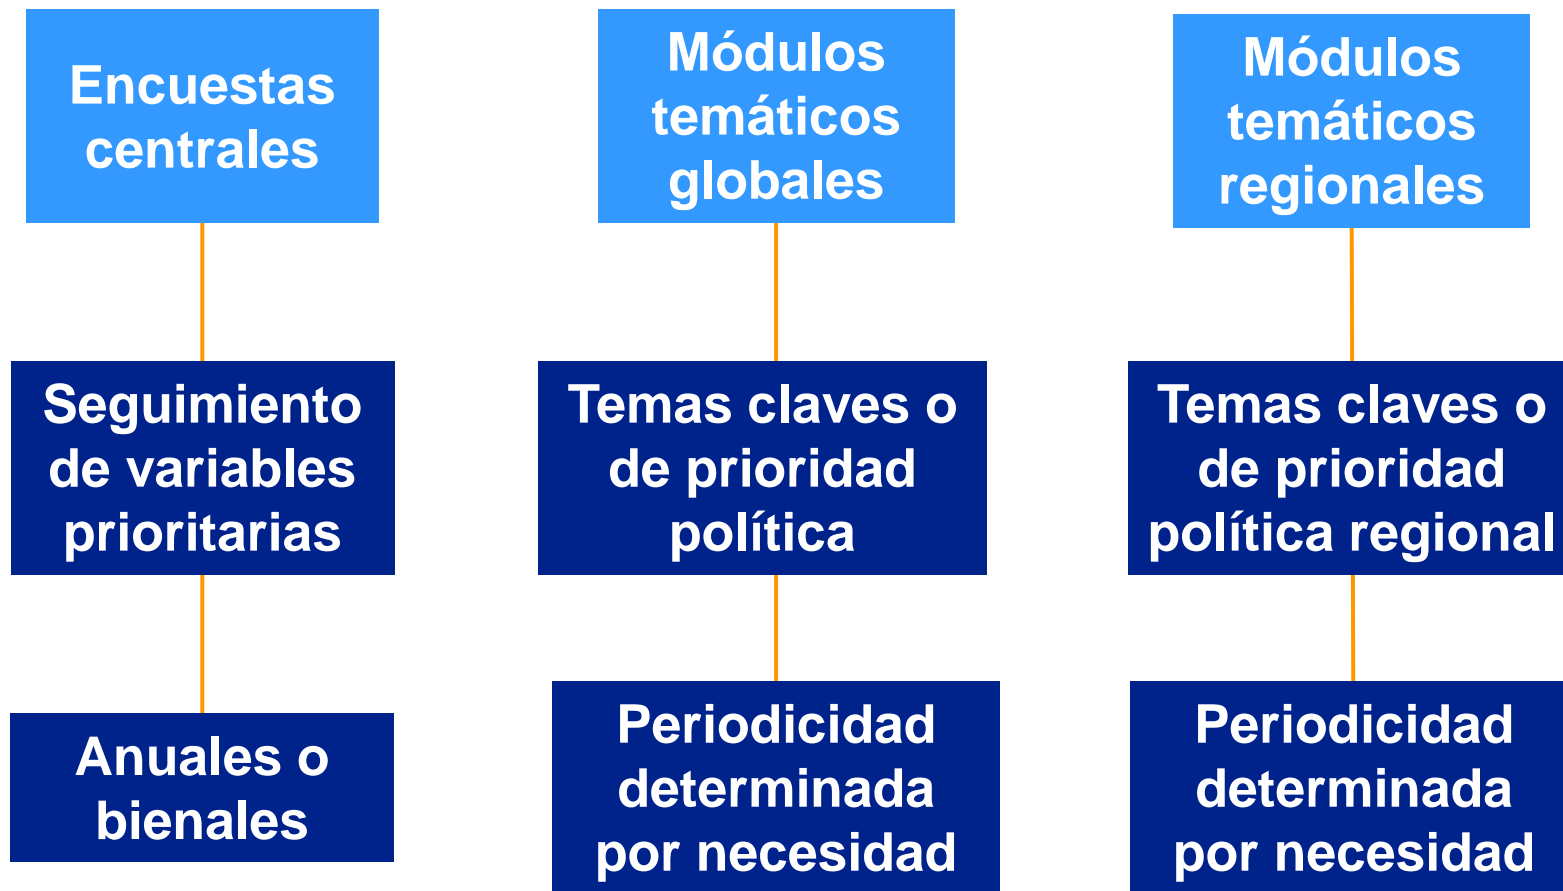 Encuestas
centrales
Seguimiento
de variables
prioritarias
Anuales o
bienales
Módulos
temáticos
globales
Temas claves o
de prioridad
política
Periodicidad
determinada
por necesidad
Módulos
temáticos
regionales
Temas claves o
de prioridad
política regional
Periodicidad
determinada
por necesidad